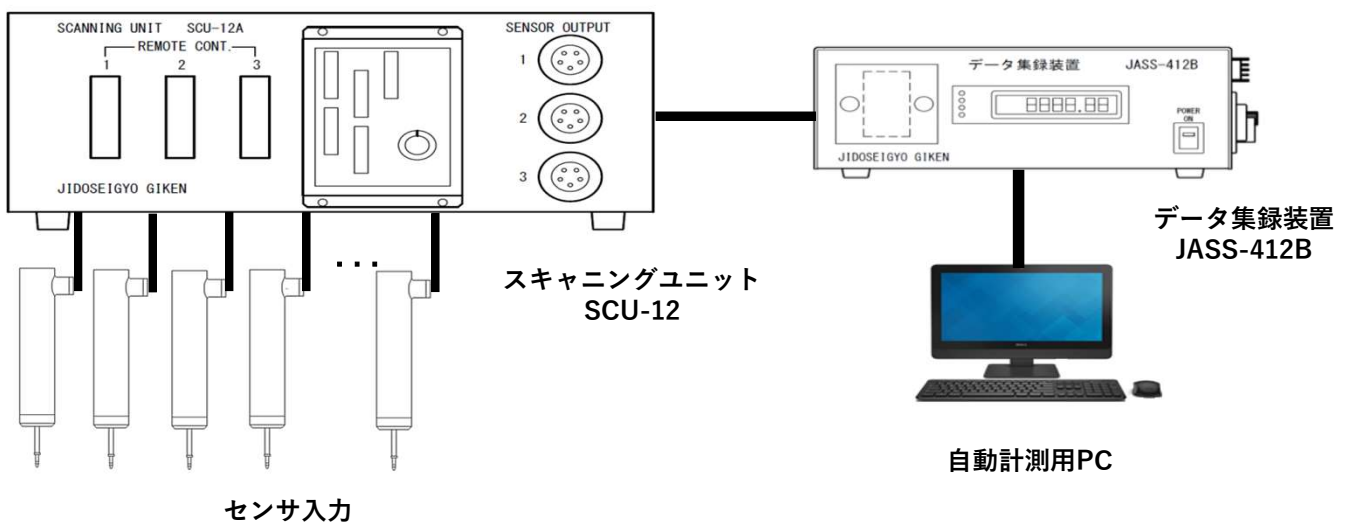 SCANNING UNIT SCU-12A
REMOTE CONT.
1 2 3
JIDOSEIGYO GIKEN
SENSOR OUTPUT
1
2
3
データ集録装置 JASS-412B
8888.88
POWER
ON
JIDOSEIGYO GIKEN
データ集録装置
JASS-412B
...
スキャニングユニット
SCU-12
自動計測用PC
センサ入力